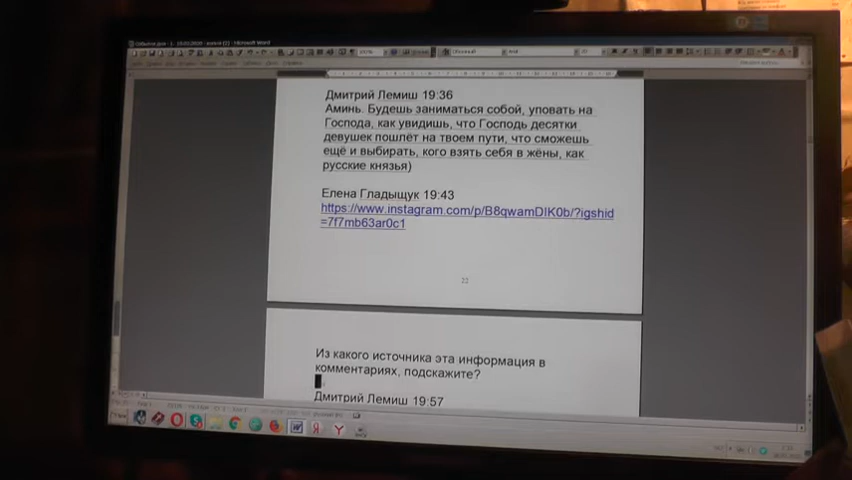 Дмитрий Лемиш 19:36
Аминь. Будешь заниматься собой, уповать на
Господа, как увидишь, что Господь десятки
девушек пошлёт на твоем пути, что сможешь
ещё и выбирать, кого взять себя в жёны, как
русские князья)
Елена Гладыщук 19:43
https://www.instagram.com/p/B8qwamDIK0b/?igshid
=7f7mb63ar0c1
Из какого источника эта информация в
комментариях, подскажите?
Дмитрий Лемиш 19:57